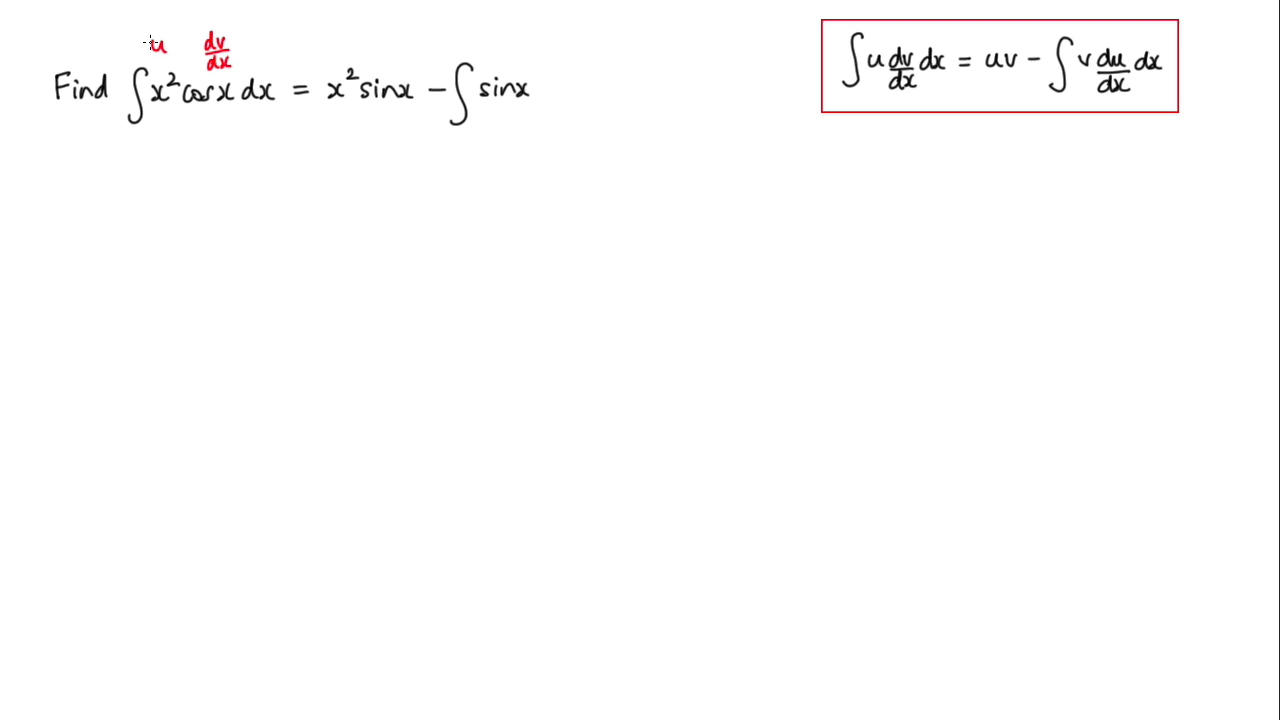 u dv/dx
Find ∫x²cosx dx = x²sinx − ∫sinx
∫u dv/dx dx = uv − ∫v du/dx dx